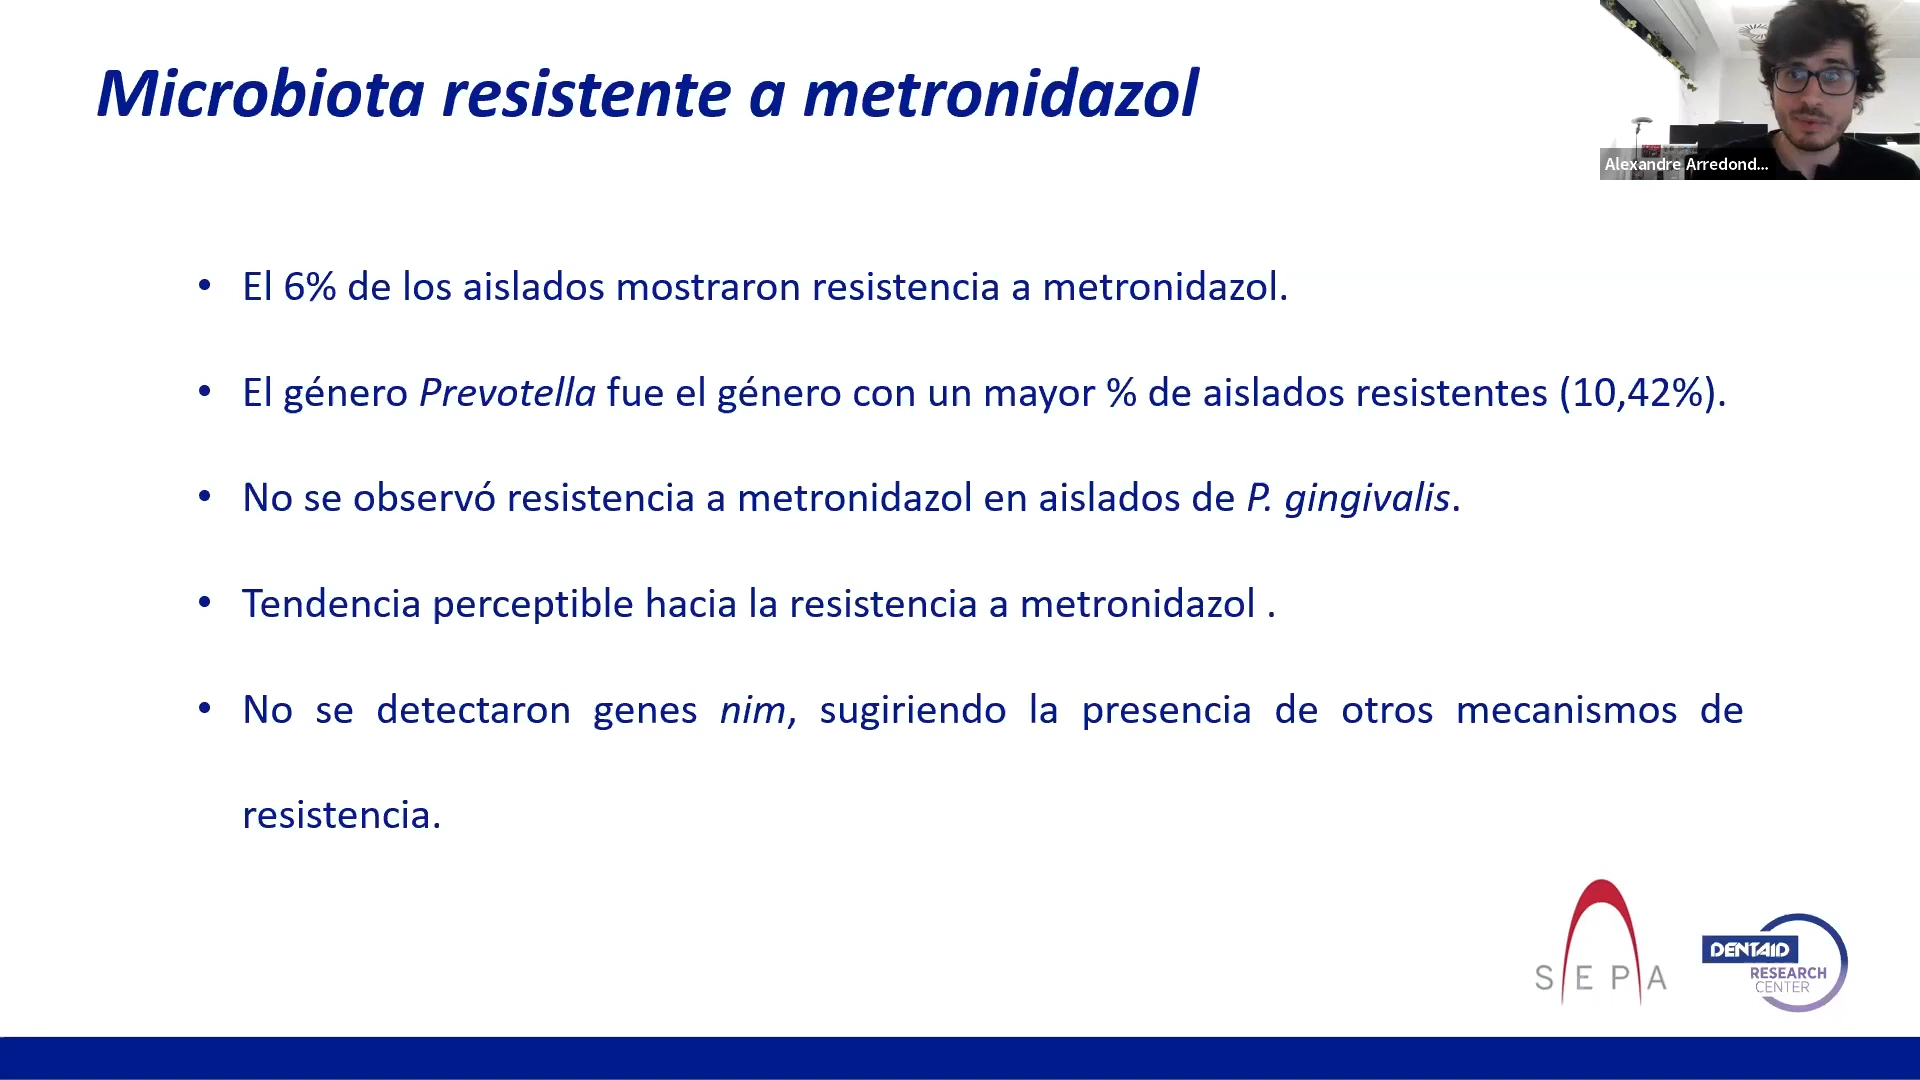 Microbiota resistente a metronidazol
Alexandre Arredond...
• El 6% de los aislados mostraron resistencia a metronidazol.
• El género Prevotella fue el género con un mayor % de aislados resistentes (10,42%).
• No se observó resistencia a metronidazol en aislados de P. gingivalis.
• Tendencia perceptible hacia la resistencia a metronidazol .
• No se detectaron genes nim, sugiriendo la presencia de otros mecanismos de
resistencia.
SEPA
DENTAID
RESEARCH
CENTER